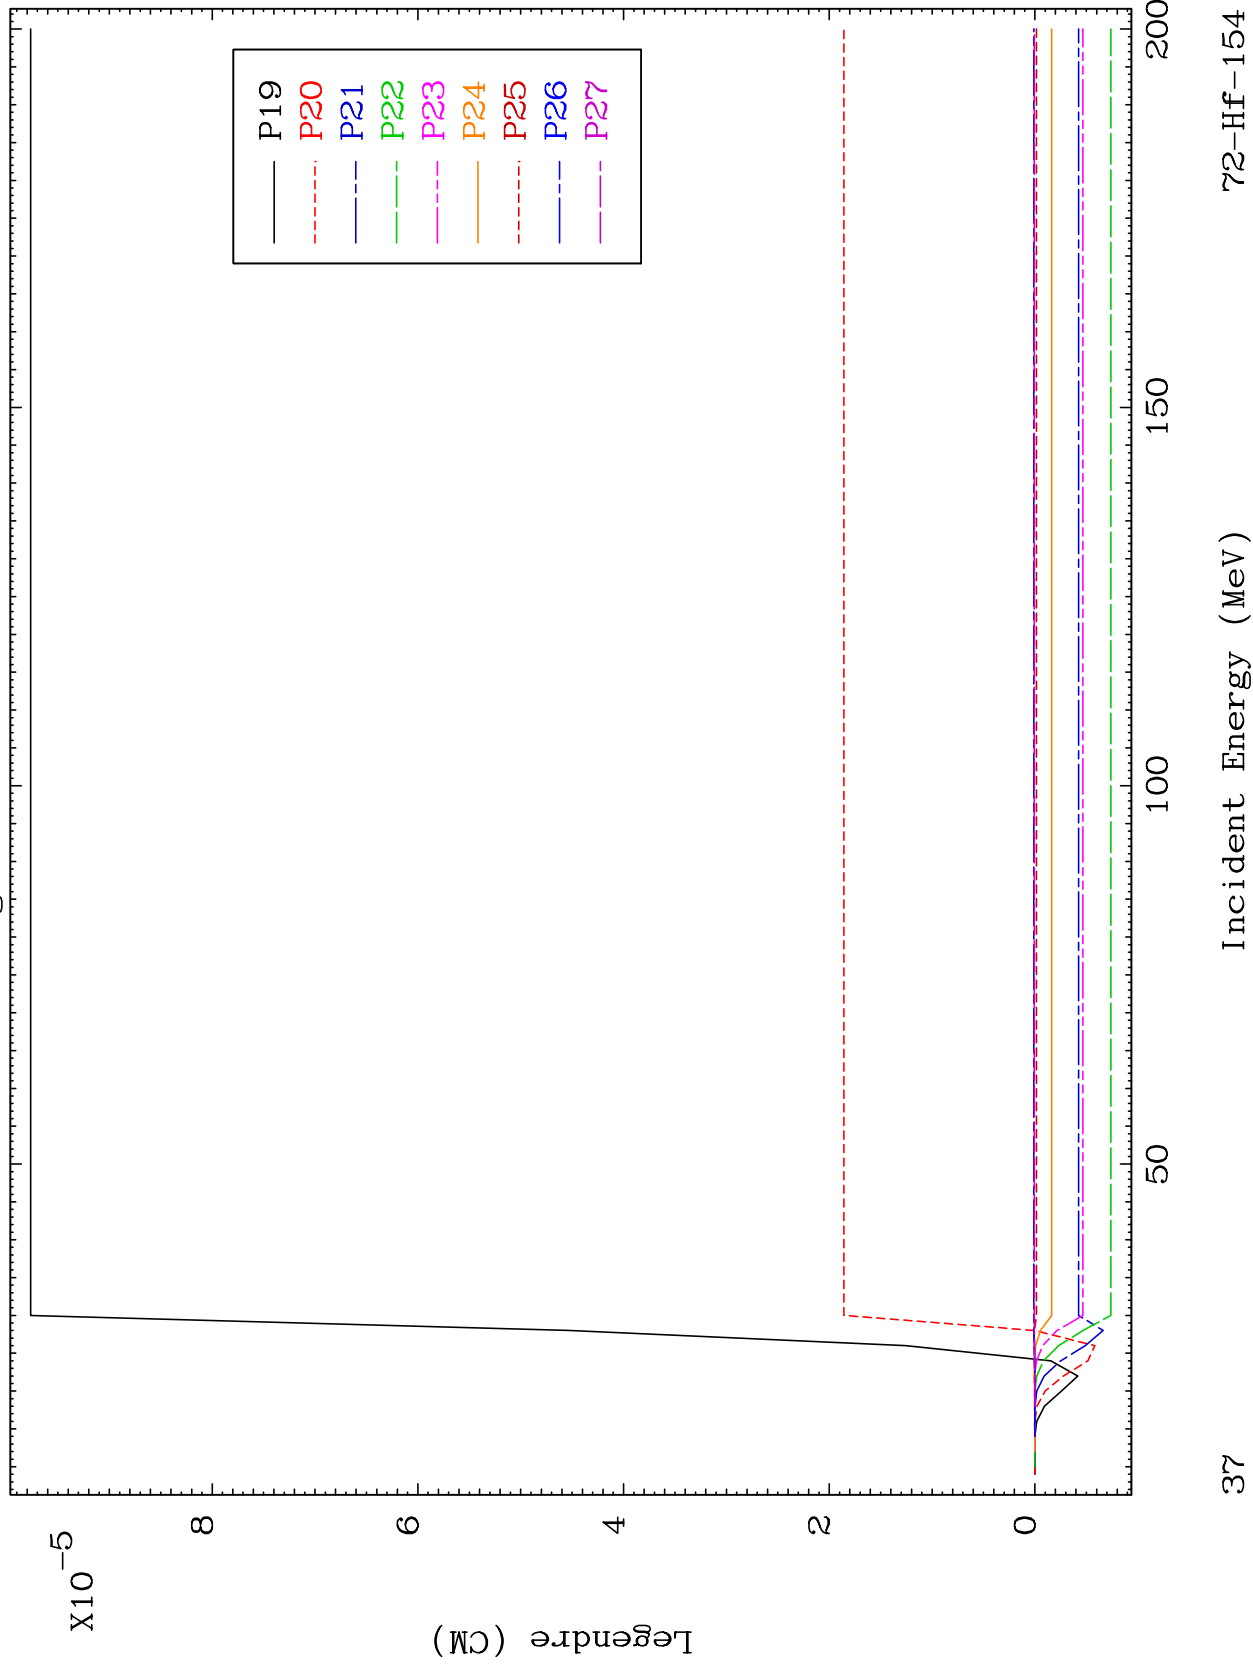 X10⁻⁵
8
6
4
2
0
Legendre (CM)
P19
P20
P21
P22
P23
P24
P25
P26
P27
50
100
150
200
Incident Energy (MeV)
37
72-Hf-154